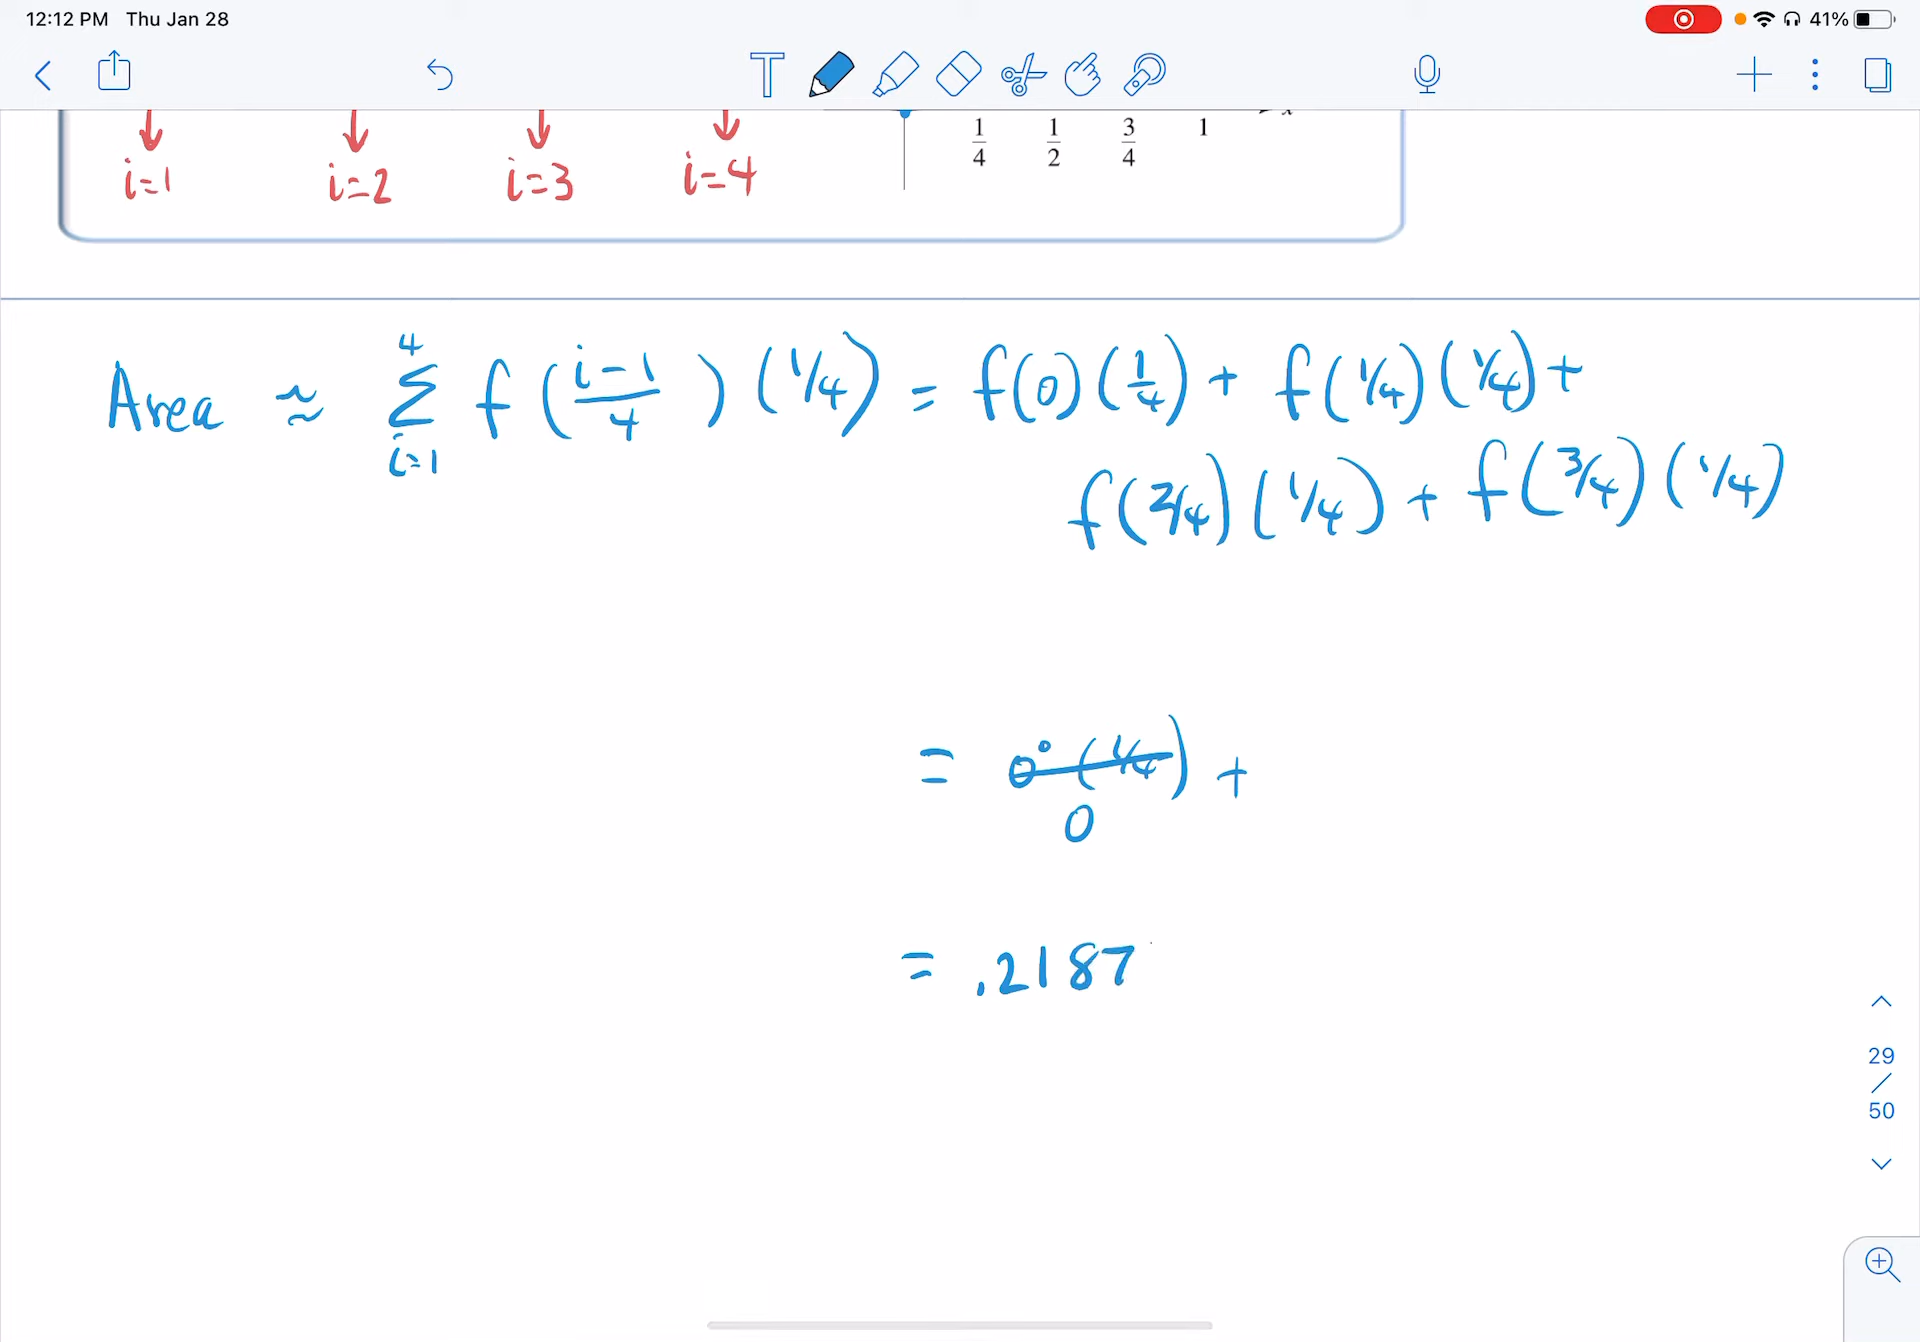 12:12 PM Thu Jan 28 41%
T
1/4 1/2 3/4 1 x
i=1 i=2 i=3 i=4
Area ≈ 4 Σ i=1 f ( i-1 / 4 ) (1/4) = f(0) (1/4) + f(1/4) (1/4) +
f(2/4) (1/4) + f(3/4) (1/4)
= 0° (1/4) +
0
= .2187
29
/
50